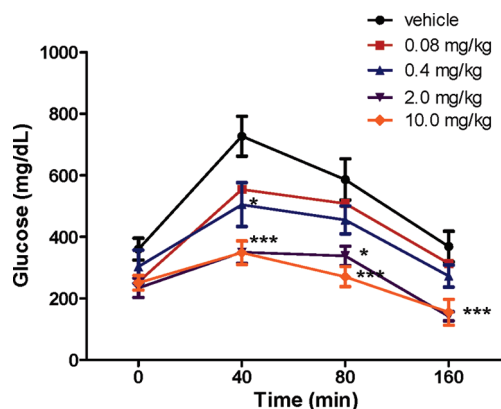 vehicle
0.08 mg/kg
0.4 mg/kg
2.0 mg/kg
10.0 mg/kg
1000
800
600
400
200
0
Glucose (mg/dL)
*
***
*
***
***
0 40 80 160
Time (min)